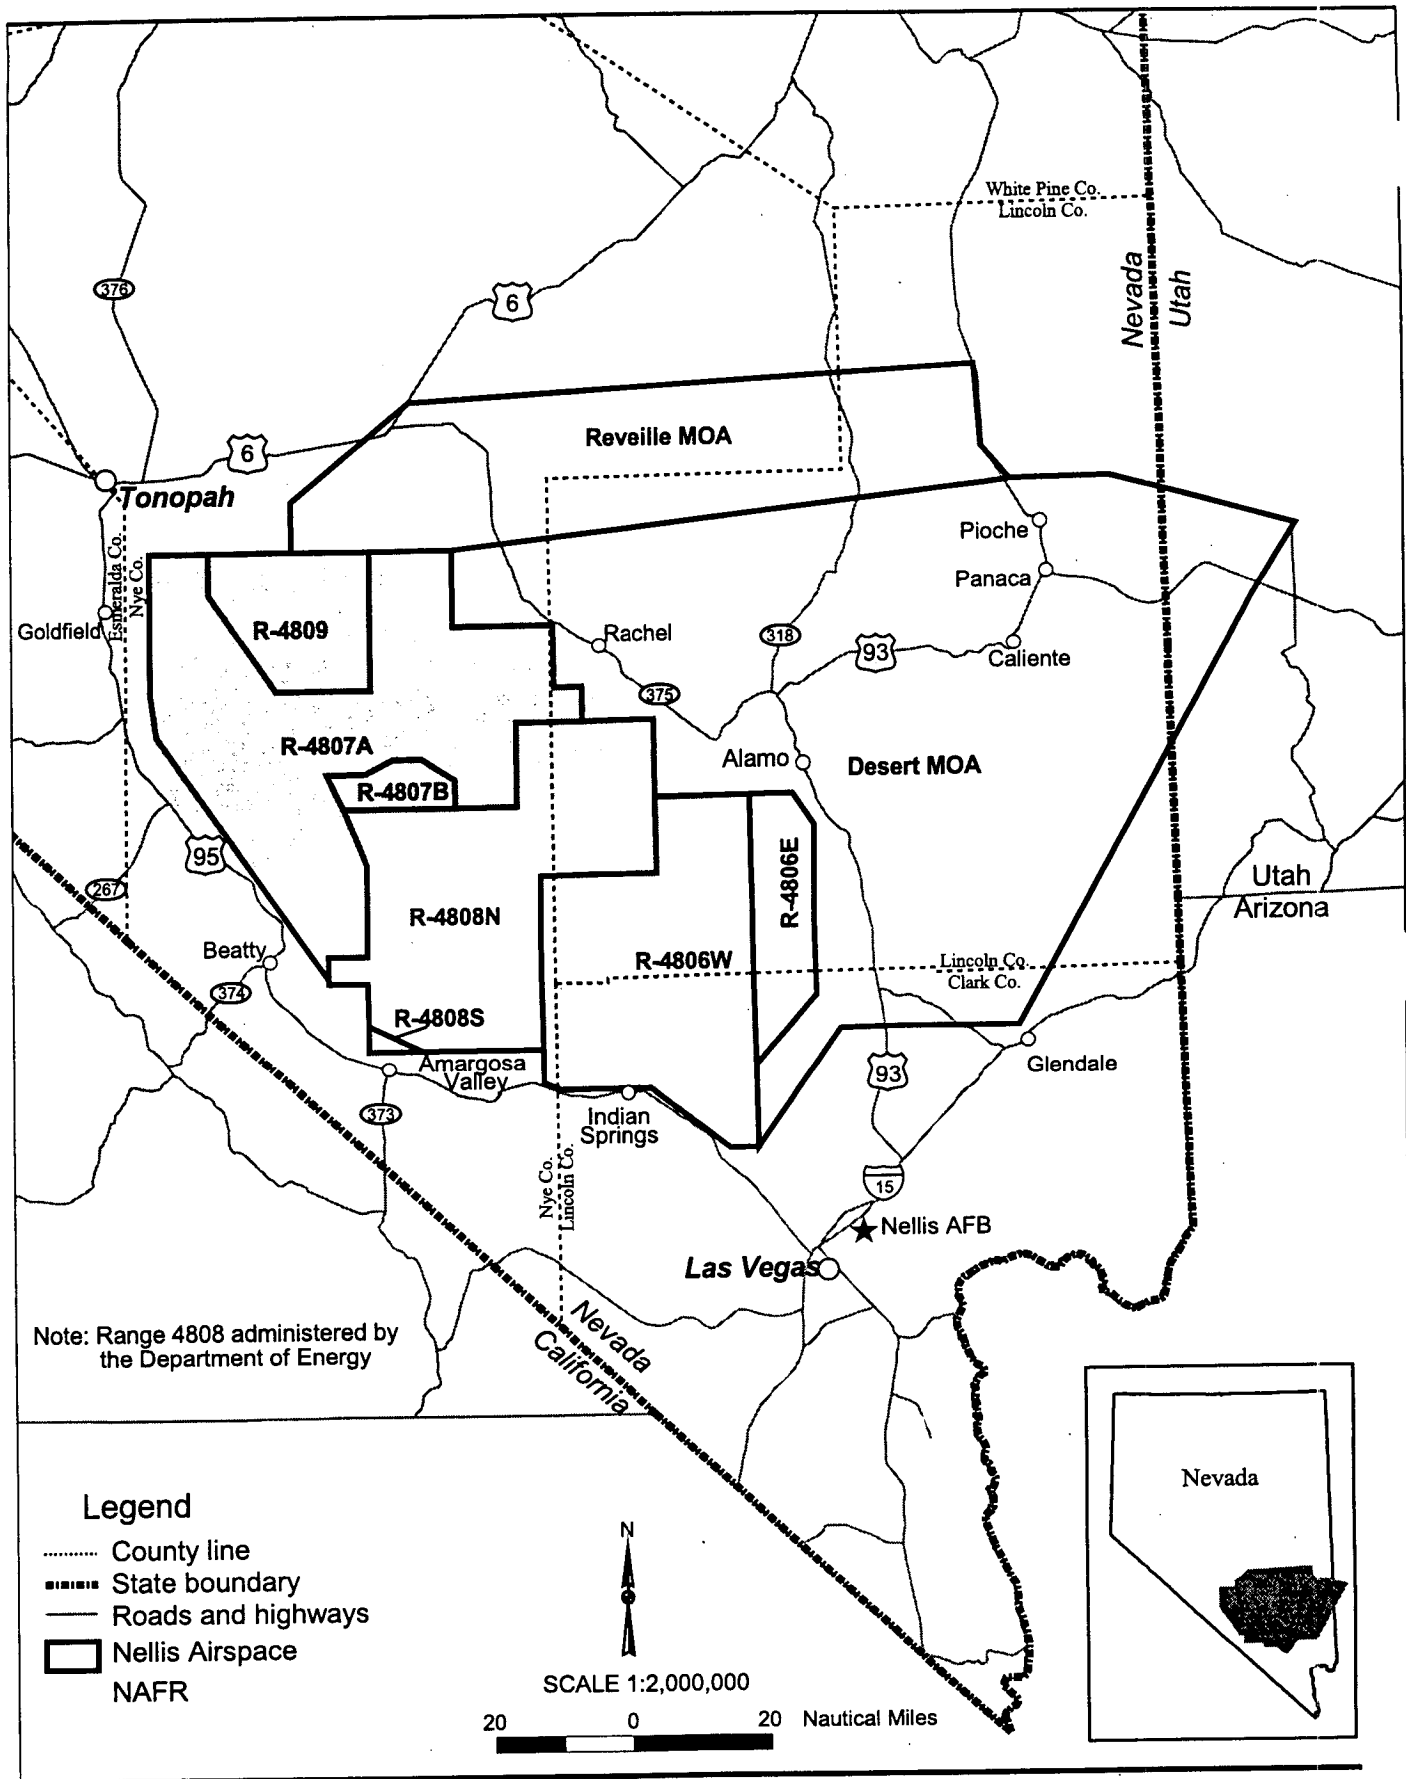 White Pine Co.
Lincoln Co.
Nevada
Utah
376
6
Reveille MOA
6
Tonopah
Pioche
Panaca
Esmeralda Co.
Nye Co.
Goldfield
R-4809
Rachel
318
93
Caliente
375
R-4807A
Alamo
Desert MOA
R-4807B
95
R-4806E
267
Utah
Arizona
R-4808N
Beatty
R-4806W
Lincoln Co.
Clark Co.
374
R-4808S
Amargosa
Valley
Glendale
93
373
Indian
Springs
Nye Co.
Lincoln Co.
15
Nellis AFB
Las Vegas
Nevada
California
Note: Range 4808 administered by
the Department of Energy
Nevada
Legend
County line
State boundary
Roads and highways
Nellis Airspace
NAFR
N
SCALE 1:2,000,000
20 0 20 Nautical Miles